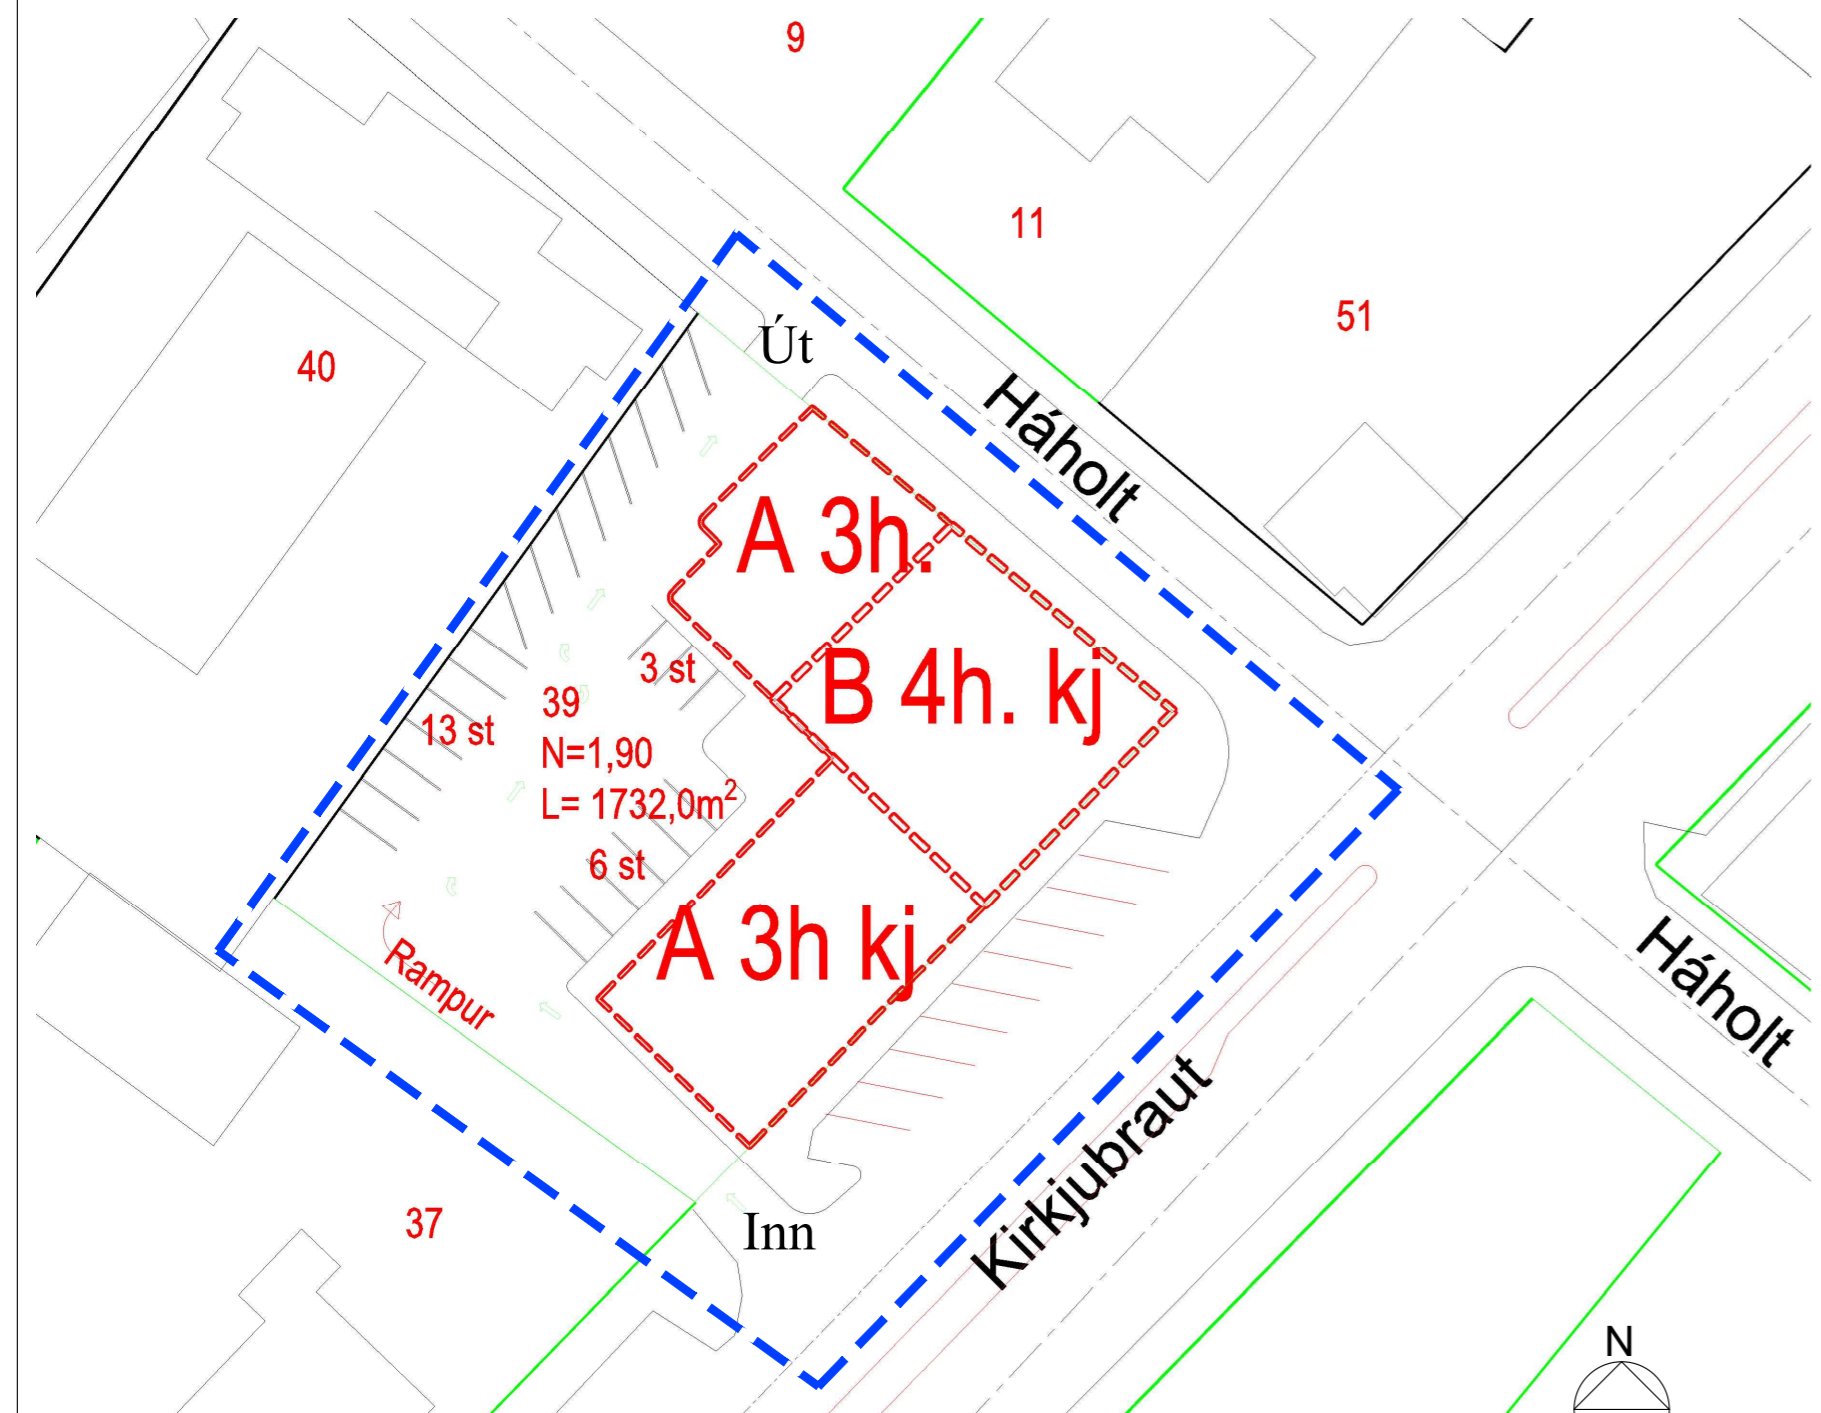 9
11
51
40
Út
Háholt
A 3h.
B 4h. kj
3 st
39
13 st
N=1,90
L= 1732,0m²
6 st
A 3h kj
Rampur
Háholt
Kirkjubraut
37
Inn
N